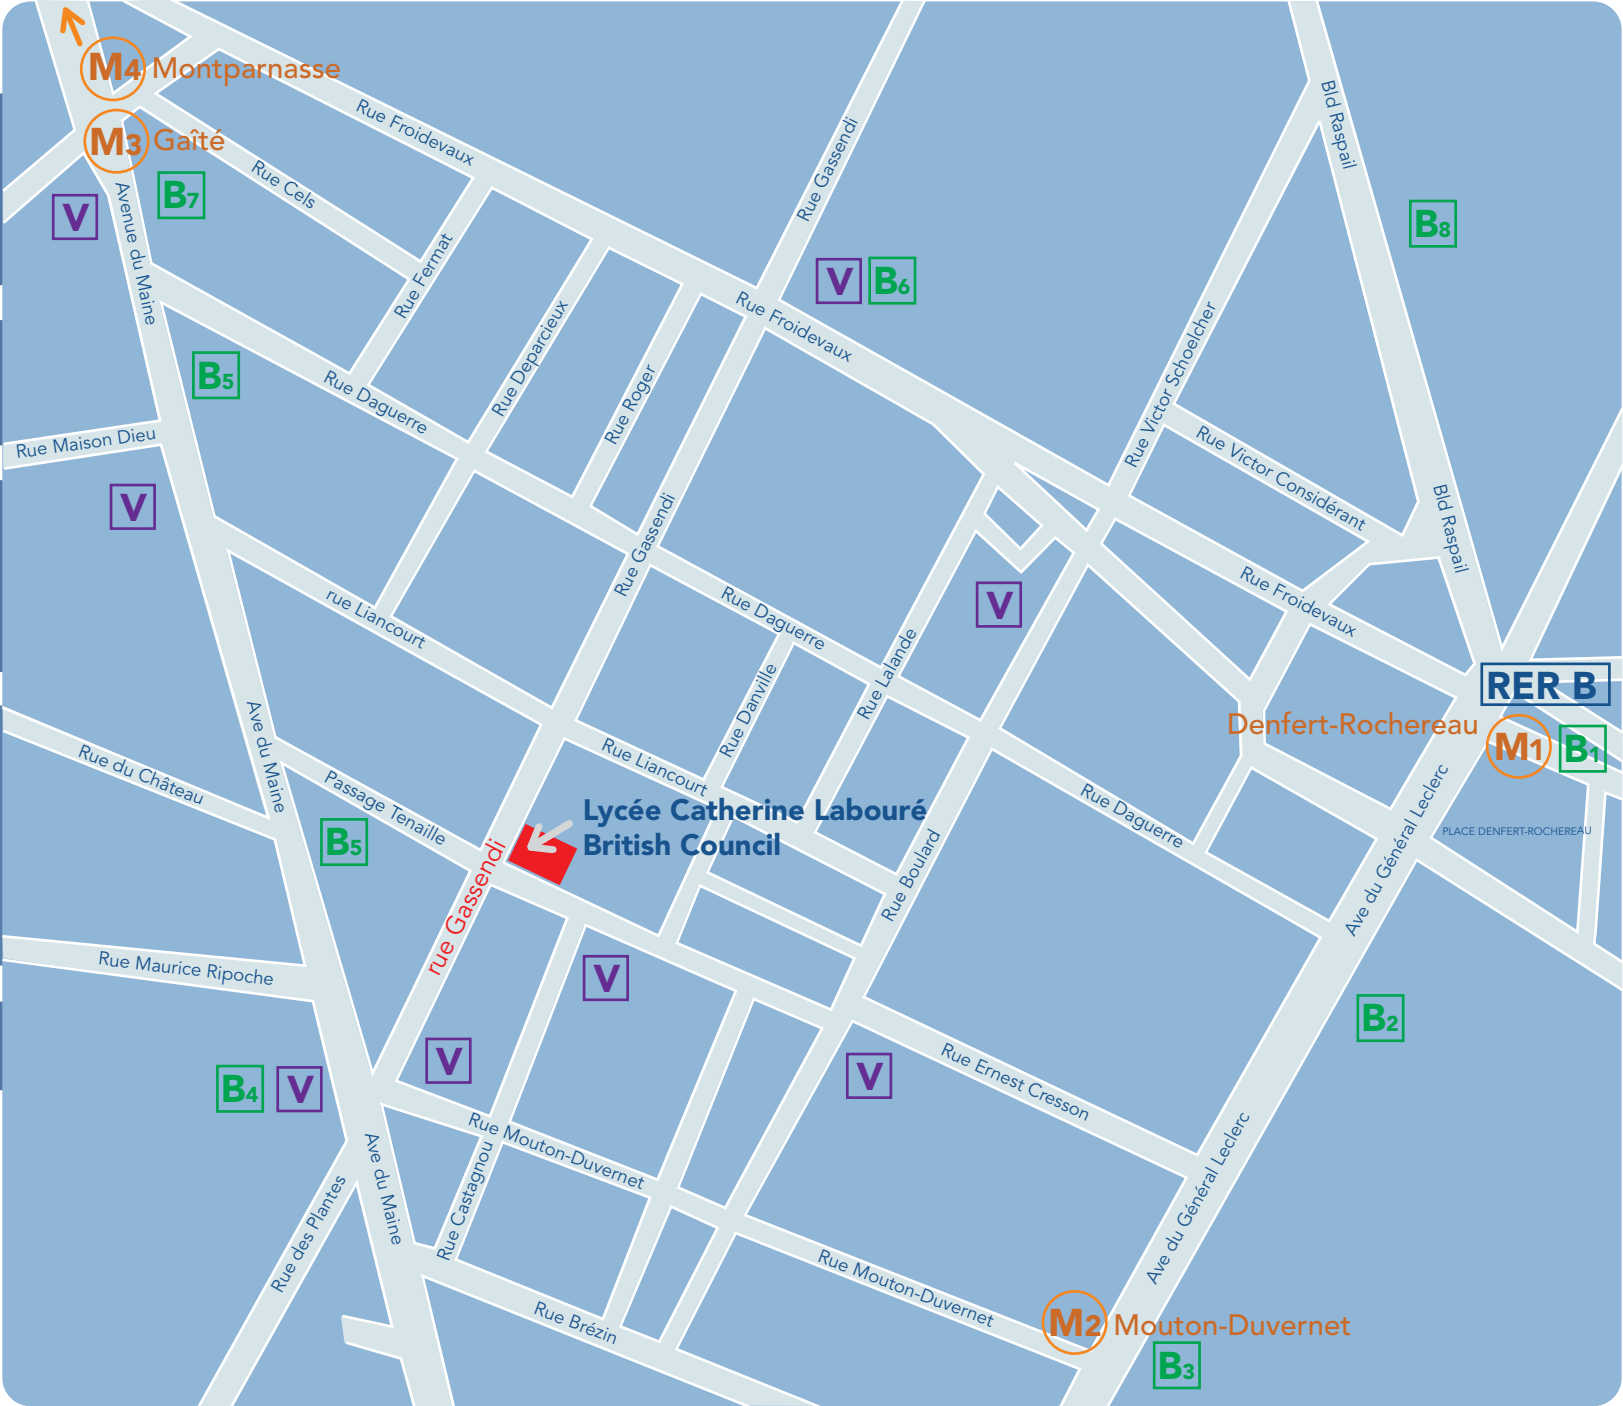 M4 Montparnasse
M3 Gaîté
B7
V
Rue Froidevaux
Rue Cels
Rue Fermat
Avenue du Maine
Rue Gassendi
Bld Raspail
B8
V
B6
Rue Froidevaux
Rue Deparcieux
Rue Roger
Rue Daguerre
B5
Rue Maison Dieu
V
Rue Victor Schoelcher
Rue Victor Considérant
Bld Raspail
Rue Gassendi
rue Liancourt
Rue Daguerre
Rue Froidevaux
V
Rue Lalande
Rue Danville
RER B
Denfert-Rochereau
M1
B1
Ave du Maine
Rue du Château
Passage Tenaille
Rue Liancourt
Lycée Catherine Labouré
British Council
Rue Daguerre
PLACE DENFERT-ROCHEREAU
Ave du Général Leclerc
B5
Rue Boulard
rue Gassendi
Rue Maurice Ripoche
V
B2
V
B4
V
V
Rue Ernest Cresson
Rue Mouton-Duvernet
Rue Castagnou
Ave du Maine
Rue des Plantes
Ave du Général Leclerc
Rue Mouton-Duvernet
Rue Brézin
M2 Mouton-Duvernet
B3